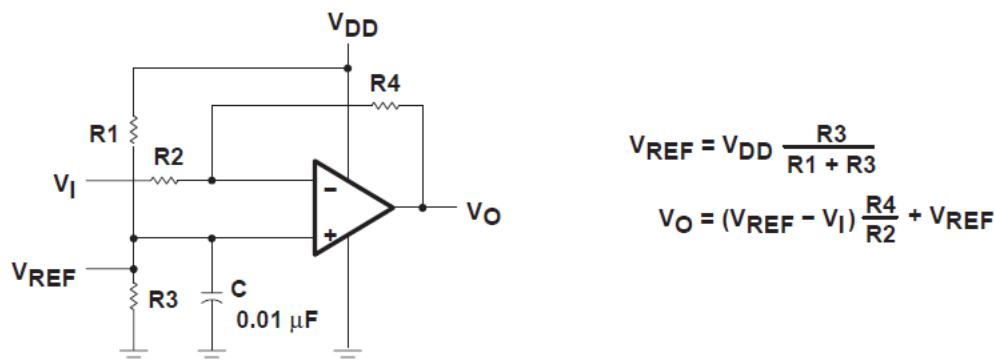 VDD
R4
R1
R2
VI
−
+
VO
VREF
R3
C
0.01 μF
VREF = VDD R3 / R1 + R3
VO = (VREF − VI) R4 / R2 + VREF